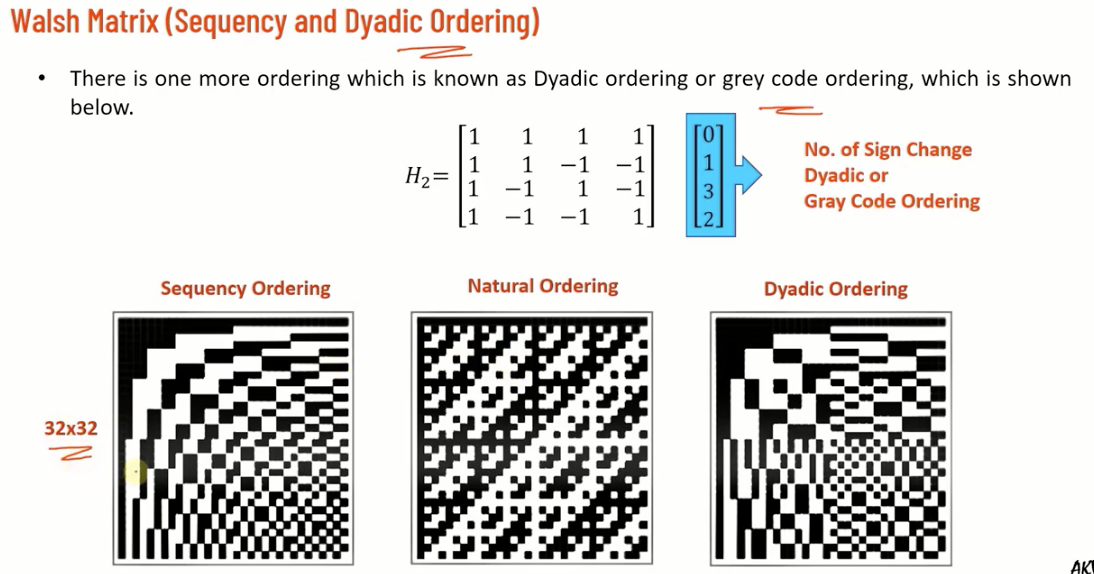 Walsh Matrix (Sequency and Dyadic Ordering)
• There is one more ordering which is known as Dyadic ordering or grey code ordering, which is shown
below.
H₂=
[1 1 1 1]
[1 1 −1 −1]
[1 −1 1 −1]
[1 −1 −1 1]
[0]
[1]
[3]
[2]
No. of Sign Change
Dyadic or
Gray Code Ordering
Sequency Ordering
Natural Ordering
Dyadic Ordering
32x32